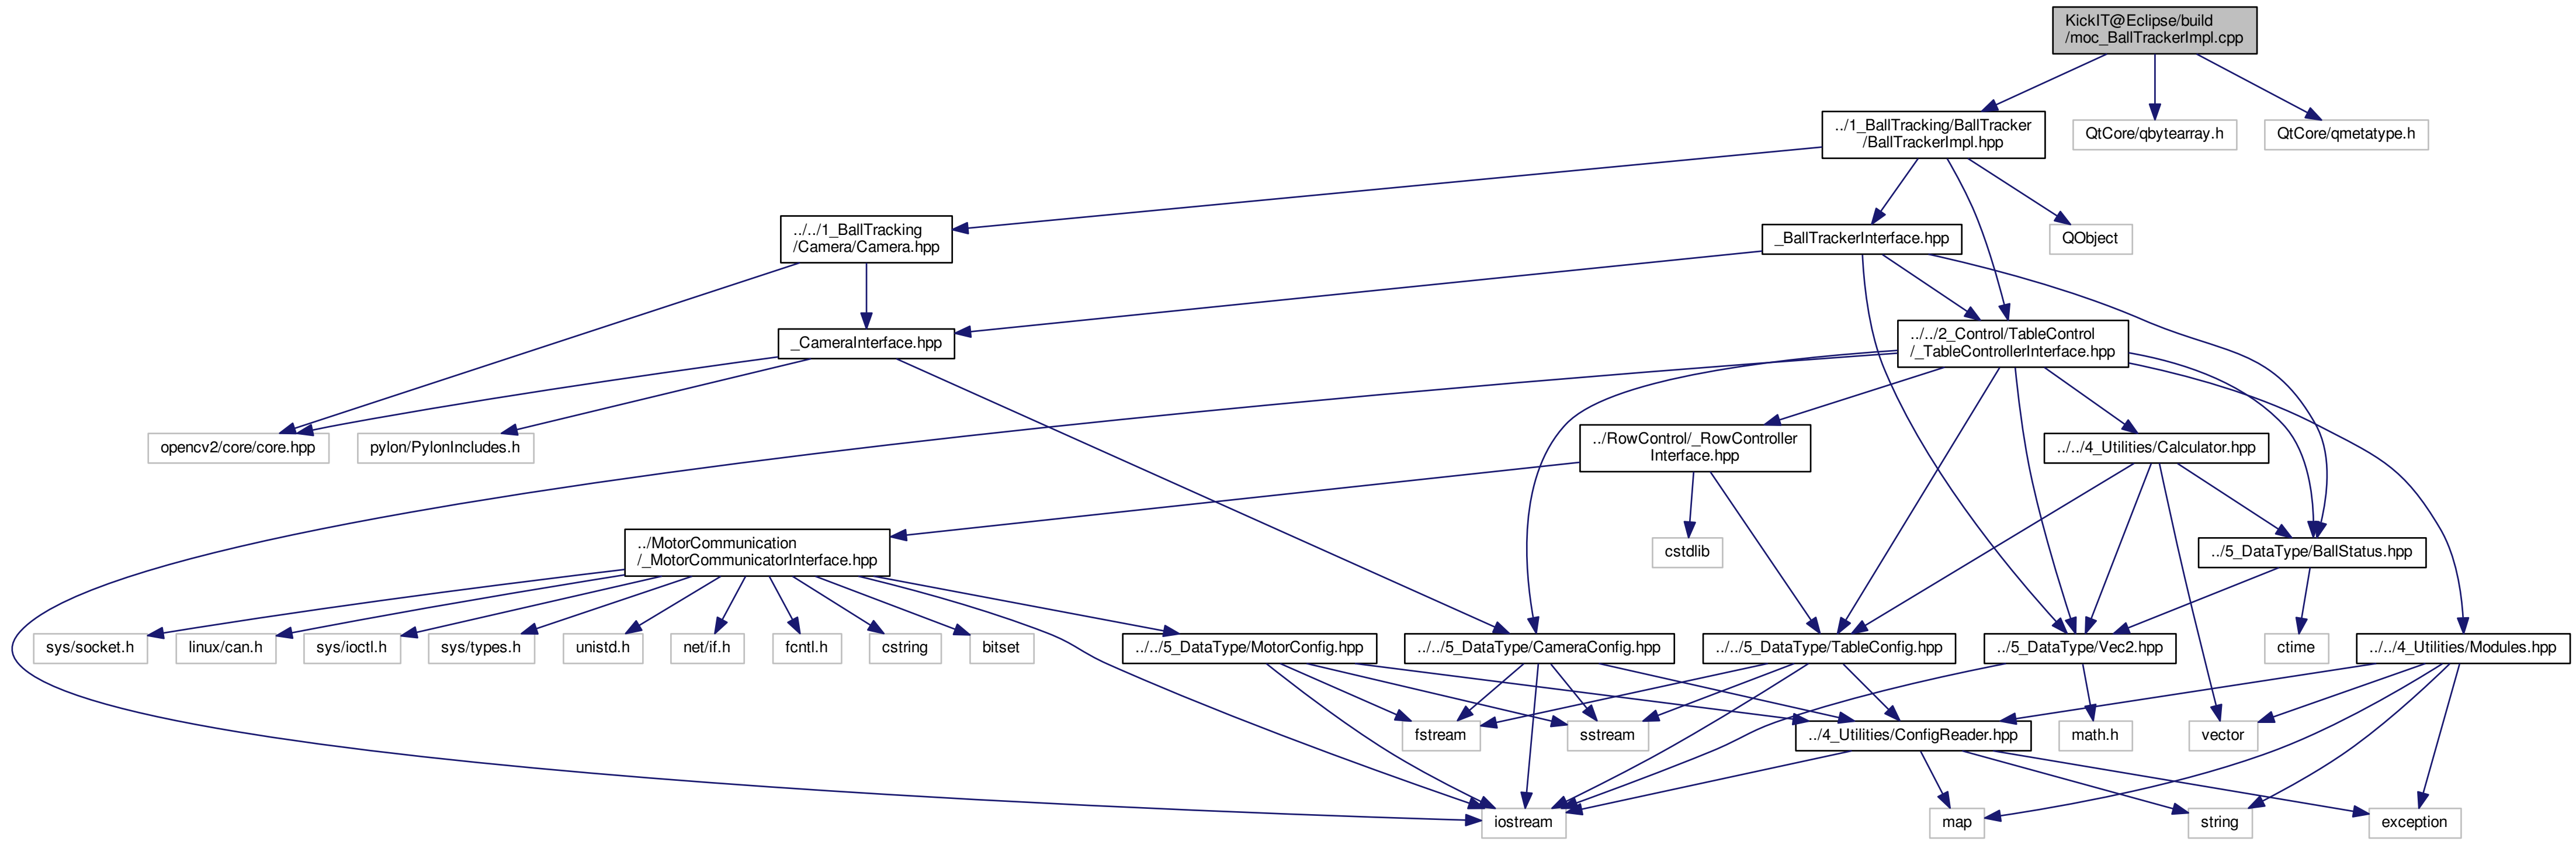 KickIT@Eclipse/build
/moc_BallTrackerImpl.cpp
../1_BallTracking/BallTracker
/BallTrackerImpl.hpp
QtCore/qbytearray.h
QtCore/qmetatype.h
../../1_BallTracking
/Camera/Camera.hpp
_BallTrackerInterface.hpp
QObject
_CameraInterface.hpp
../../2_Control/TableControl
/_TableControllerInterface.hpp
opencv2/core/core.hpp
pylon/PylonIncludes.h
../RowControl/_RowController
Interface.hpp
../../4_Utilities/Calculator.hpp
../MotorCommunication
/_MotorCommunicatorInterface.hpp
cstdlib
../5_DataType/BallStatus.hpp
sys/socket.h
linux/can.h
sys/ioctl.h
sys/types.h
unistd.h
net/if.h
fcntl.h
cstring
bitset
../../5_DataType/MotorConfig.hpp
../../5_DataType/CameraConfig.hpp
../../5_DataType/TableConfig.hpp
../5_DataType/Vec2.hpp
ctime
../../4_Utilities/Modules.hpp
fstream
sstream
../4_Utilities/ConfigReader.hpp
math.h
vector
iostream
map
string
exception